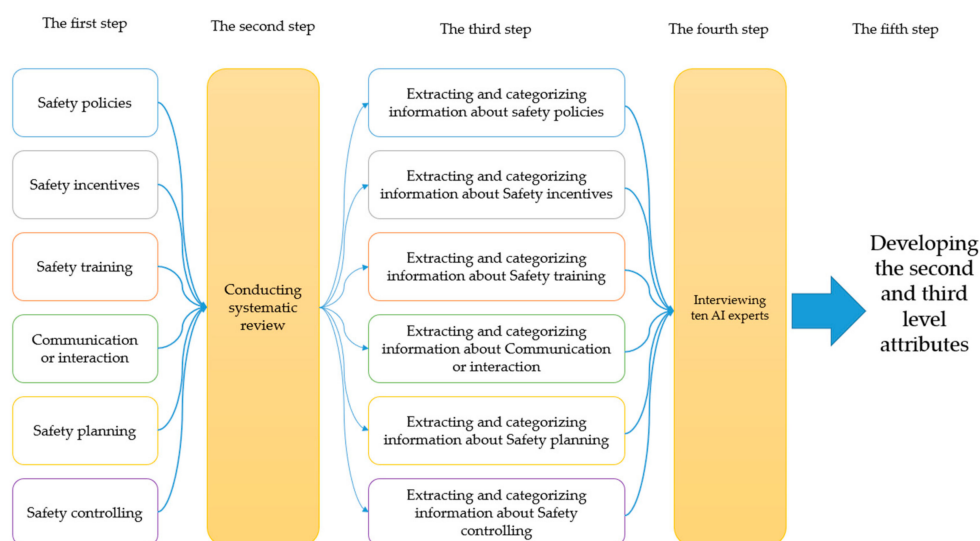 The first step
The second step
The third step
The fourth step
The fifth step
Safety policies
Safety incentives
Safety training
Communication
or interaction
Safety planning
Safety controlling
Conducting
systematic
review
Extracting and categorizing
information about safety policies
Extracting and categorizing
information about Safety incentives
Extracting and categorizing
information about Safety training
Extracting and categorizing
information about Communication
or interaction
Extracting and categorizing
information about Safety planning
Extracting and categorizing
information about Safety
controlling
Interviewing
ten AI experts
Developing
the second
and third
level
attributes